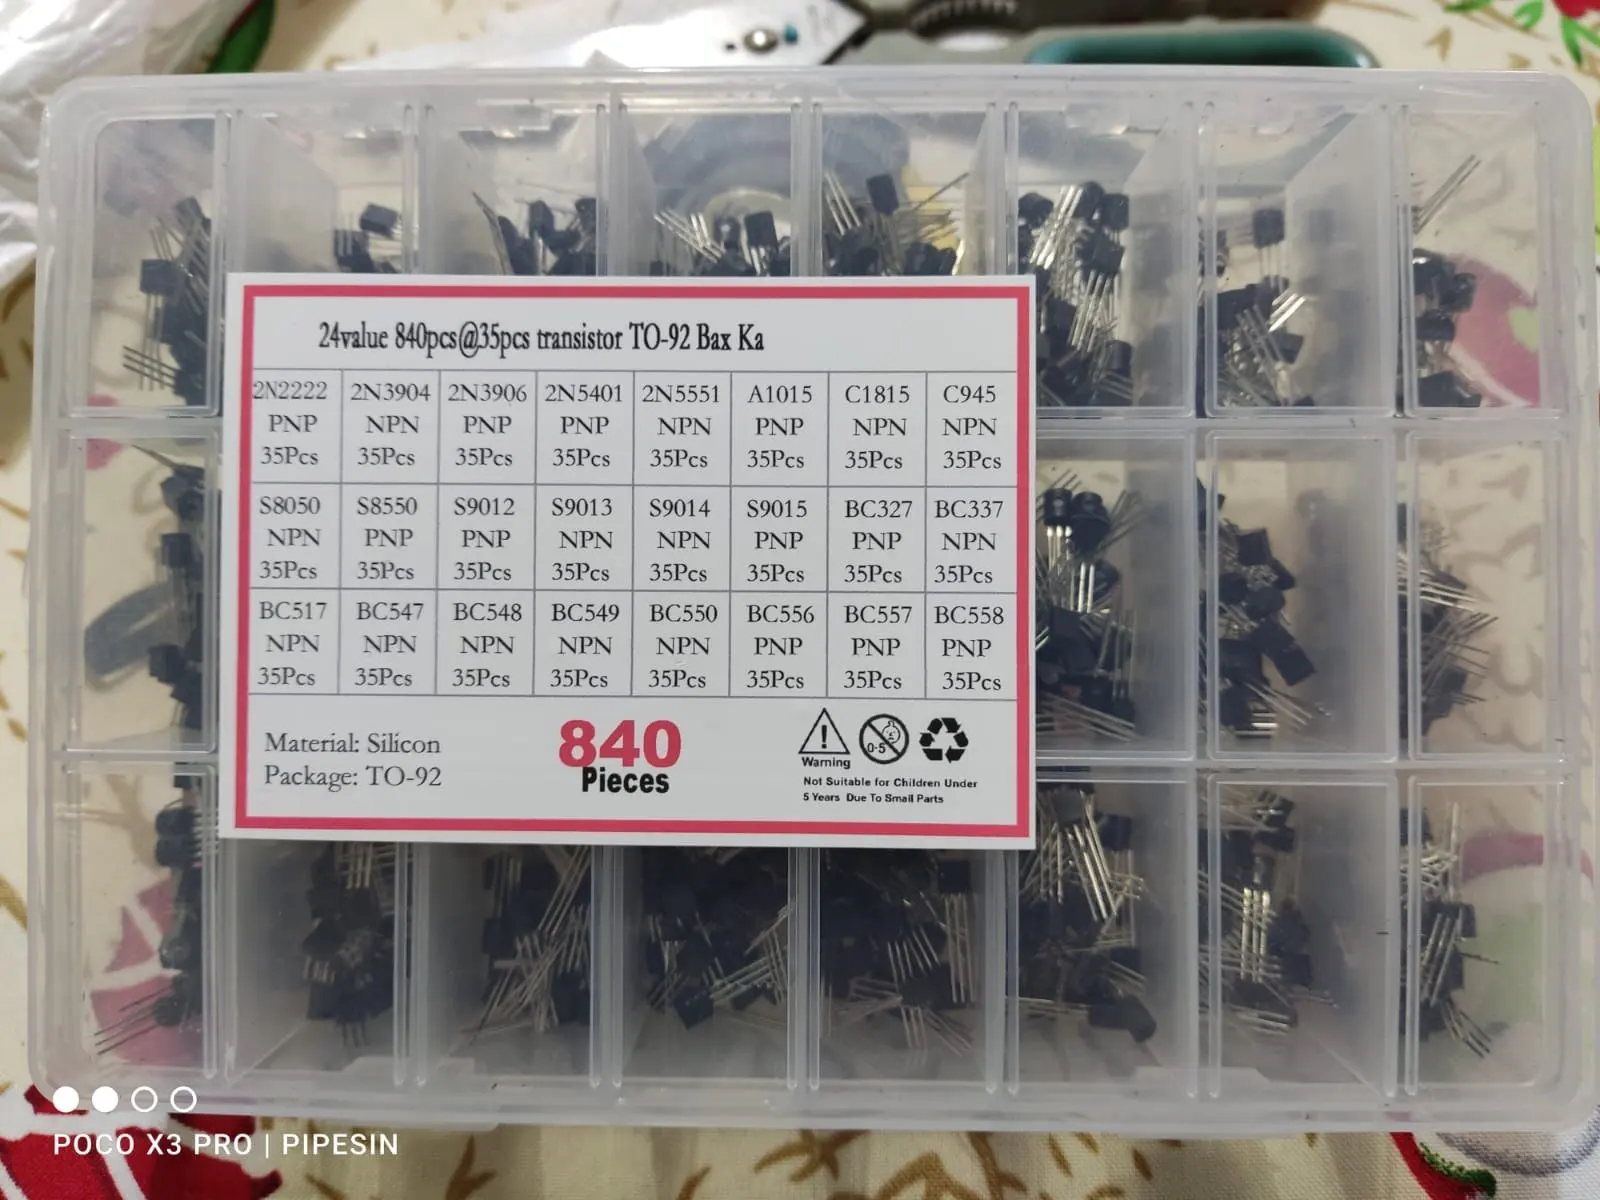 24value 840pcs@35pcs transistor TO-92 Bax Ka
2N2222 2N3904 2N3906 2N5401 2N5551 A1015 C1815 C945
PNP NPN PNP PNP NPN PNP NPN NPN
35Pcs 35Pcs 35Pcs 35Pcs 35Pcs 35Pcs 35Pcs 35Pcs
S8050 S8550 S9012 S9013 S9014 S9015 BC327 BC337
NPN PNP PNP NPN NPN PNP PNP NPN
35Pcs 35Pcs 35Pcs 35Pcs 35Pcs 35Pcs 35Pcs 35Pcs
BC517 BC547 BC548 BC549 BC550 BC556 BC557 BC558
NPN NPN NPN NPN NPN PNP PNP PNP
35Pcs 35Pcs 35Pcs 35Pcs 35Pcs 35Pcs 35Pcs 35Pcs
Material: Silicon
Package: TO-92
840
Pieces
0-5
Warning
Not Suitable for Children Under
5 Years Due To Small Parts
POCO X3 PRO | PIPESIN